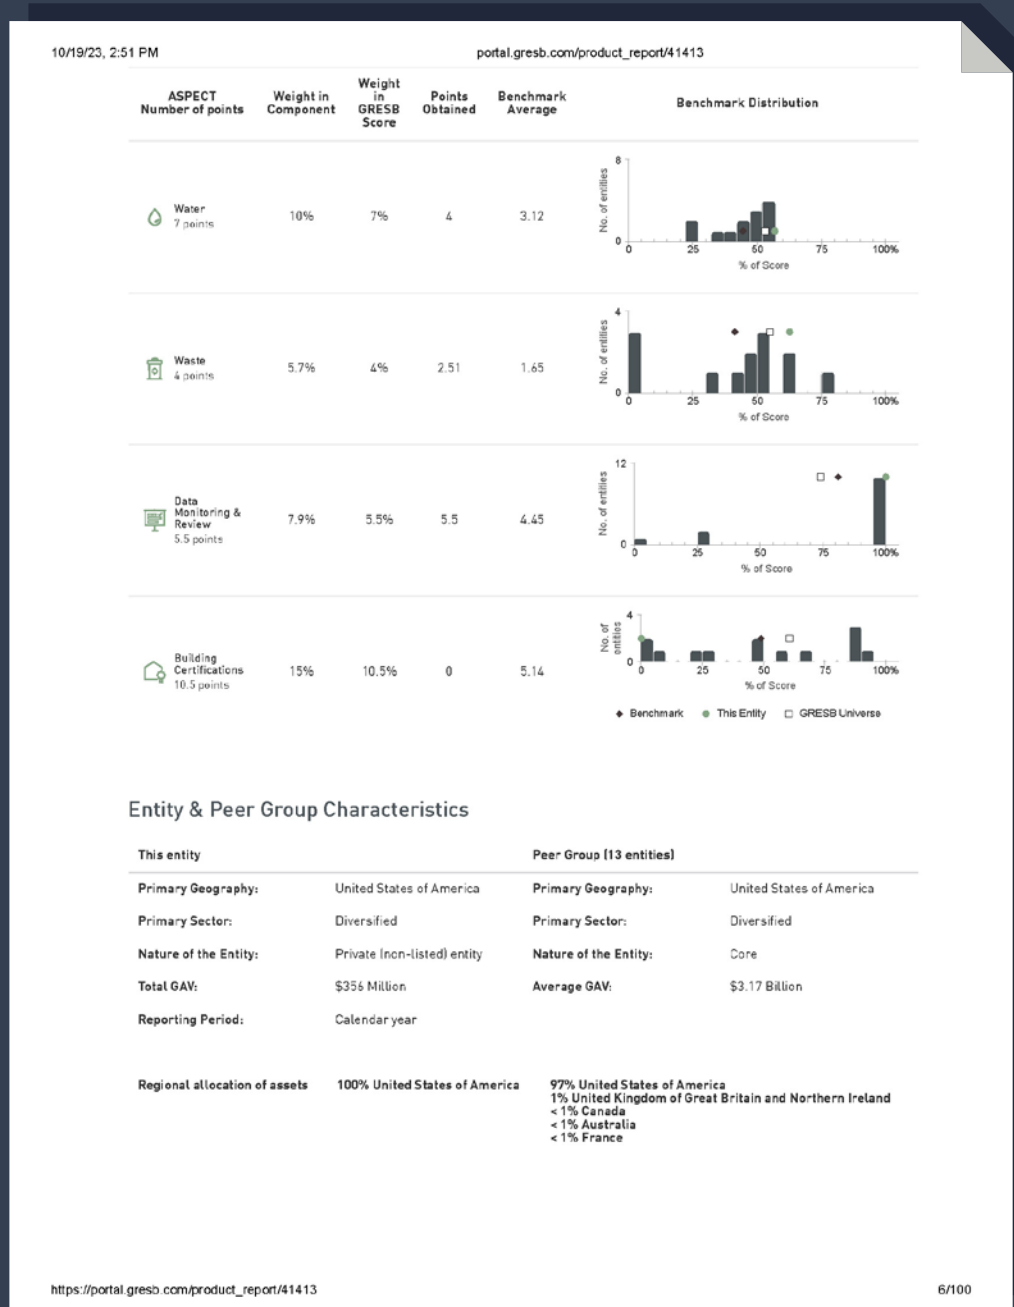 10/19/23, 2:51 PM portal.gresb.com/product_report/41413
ASPECT Number of points Weight in Component Weight in GRESB Score Points Obtained Benchmark Average Benchmark Distribution
Water
7 points
10% 7% 4 3.12
No. of entities
8
0
0 25 50 75 100%
% of Score
Waste
4 points
5.7% 4% 2.51 1.65
No. of entities
4
0
0 25 50 75 100%
% of Score
Data
Monitoring &
Review
5.5 points
7.9% 5.5% 5.5 4.45
No. of entities
12
0
0 25 50 75 100%
% of Score
Building
Certifications
10.5 points
15% 10.5% 0 5.14
No. of
entities
4
0
0 25 50 75 100%
% of Score
Benchmark This Entity GRESB Universe
Entity & Peer Group Characteristics
This entity Peer Group (13 entities)
Primary Geography: United States of America Primary Geography: United States of America
Primary Sector: Diversified Primary Sector: Diversified
Nature of the Entity: Private (non-listed) entity Nature of the Entity: Core
Total GAV: $356 Million Average GAV: $3.17 Billion
Reporting Period: Calendar year
Regional allocation of assets 100% United States of America 97% United States of America
1% United Kingdom of Great Britain and Northern Ireland
< 1% Canada
< 1% Australia
< 1% France
https://portal.gresb.com/product_report/41413 6/100